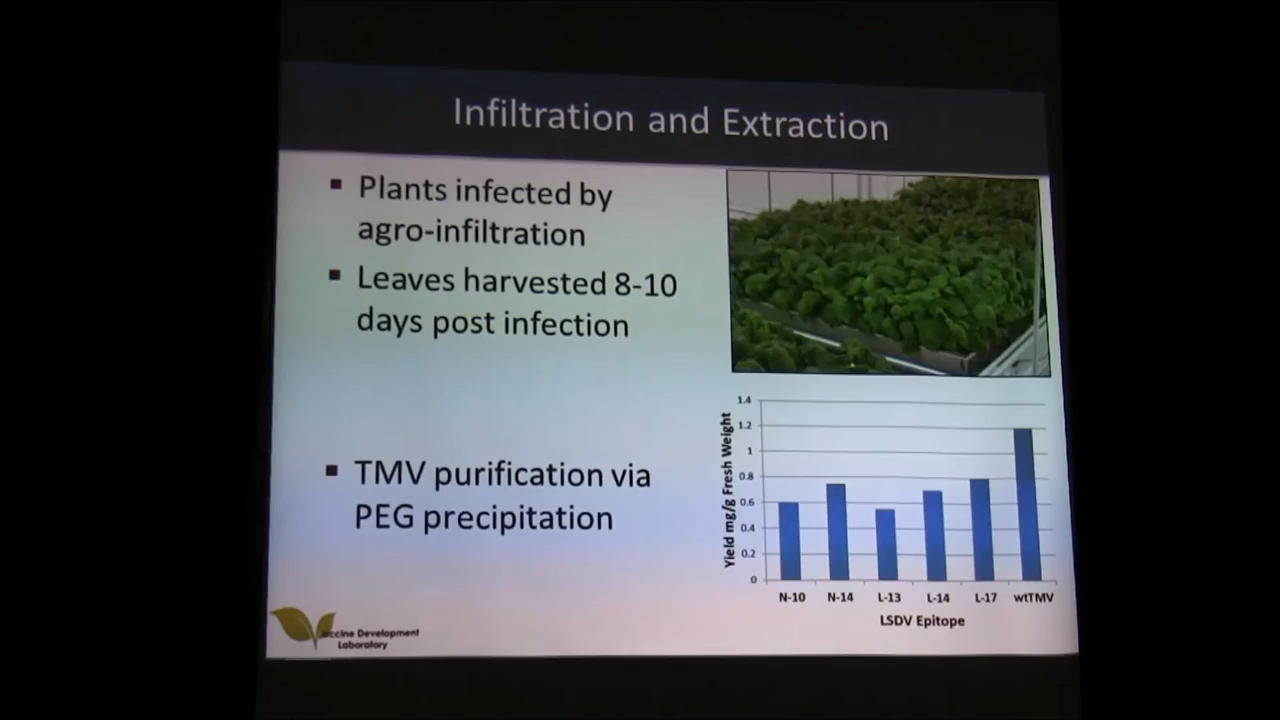 Infiltration and Extraction
▪ Plants infected by
agro-infiltration
▪ Leaves harvested 8-10
days post infection
▪ TMV purification via
PEG precipitation
Yield mg/g Fresh Weight
1.4
1.2
1
0.8
0.6
0.4
0.2
0
N-10 N-14 L-13 L-14 L-17 wtTMV
LSDV Epitope
Vaccine Development
Laboratory